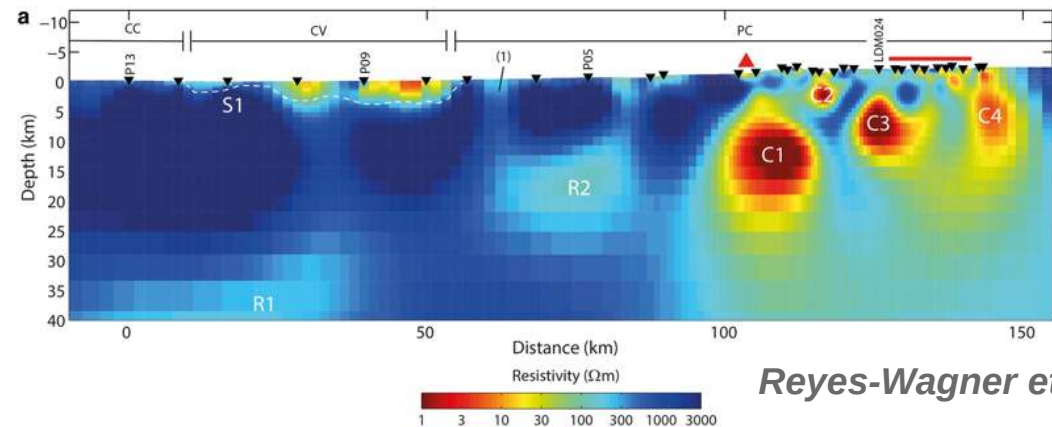 a
CC CV PC
−10
−5
0
5
10
15
20
25
30
35
40
Depth (km)
P13 P09 (1) P05 LDM024
S1 C2
C3 C4
C1
R2
R1
0 50 100 150
Distance (km)
Resistivity (Ωm)
1 3 10 30 100 300 1000 3000
Reyes-Wagner et